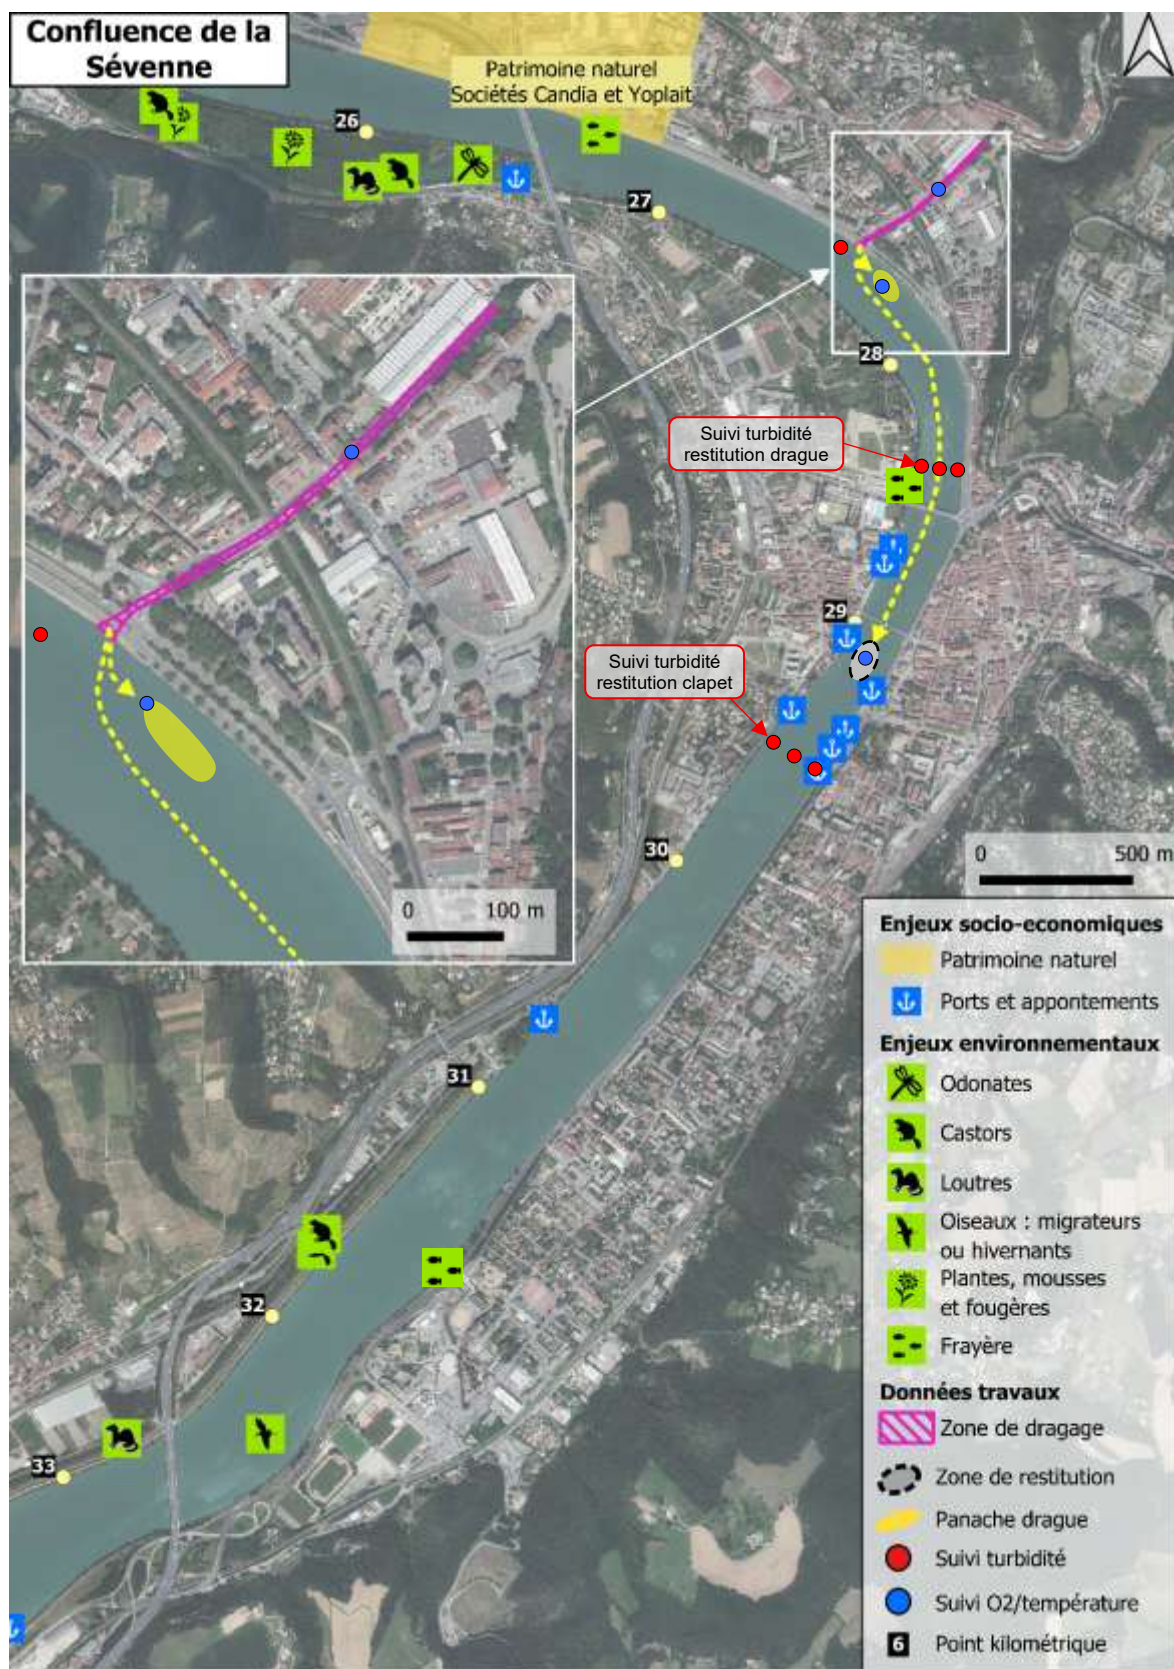 Confluence de la
Sévenne
Patrimoine naturel
Sociétés Candia et Yoplait
26
27
28
Suivi turbidité
restitution drague
29
Suivi turbidité
restitution clapet
30
0 500 m
0 100 m
31
32
33
Enjeux socio-economiques
Patrimoine naturel
Ports et appontements
Enjeux environnementaux
Odonates
Castors
Loutres
Oiseaux : migrateurs
ou hivernants
Plantes, mousses
et fougères
Frayère
Données travaux
Zone de dragage
Zone de restitution
Panache drague
Suivi turbidité
Suivi O2/température
6 Point kilométrique